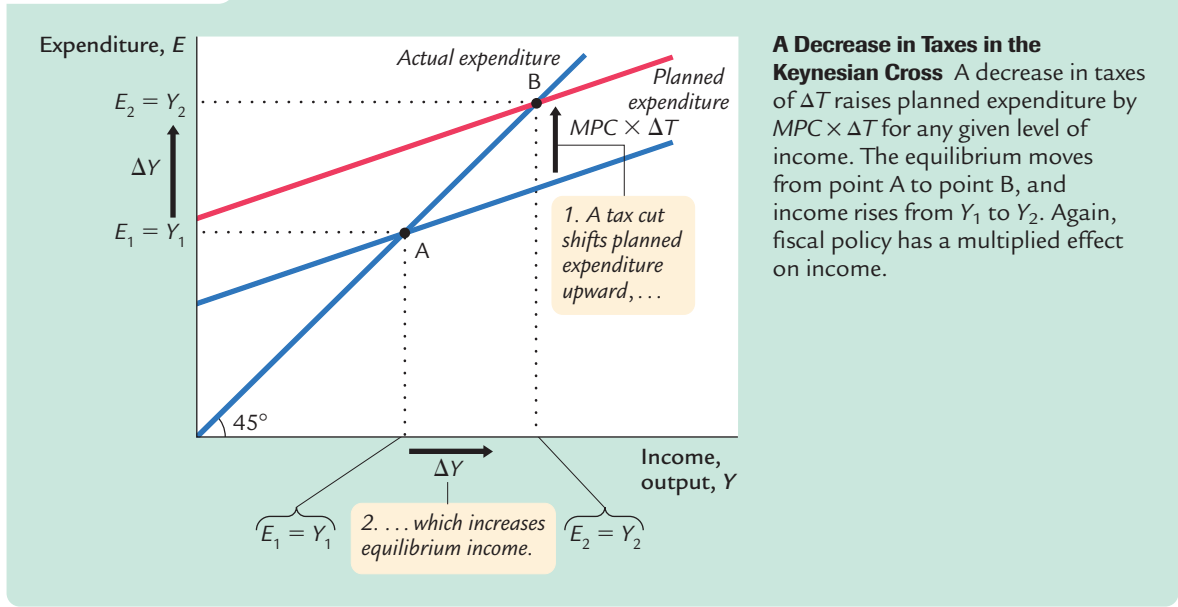 Expenditure, E
Actual expenditure
Planned
expenditure
B
E₂ = Y₂
MPC × ΔT
ΔY
E₁ = Y₁
A
1. A tax cut
shifts planned
expenditure
upward, . . .
45°
Income,
output, Y
ΔY
E₁ = Y₁
2. . . . which increases
equilibrium income.
E₂ = Y₂
A Decrease in Taxes in the
Keynesian Cross A decrease in taxes
of ΔT raises planned expenditure by
MPC × ΔT for any given level of
income. The equilibrium moves
from point A to point B, and
income rises from Y₁ to Y₂. Again,
fiscal policy has a multiplied effect
on income.